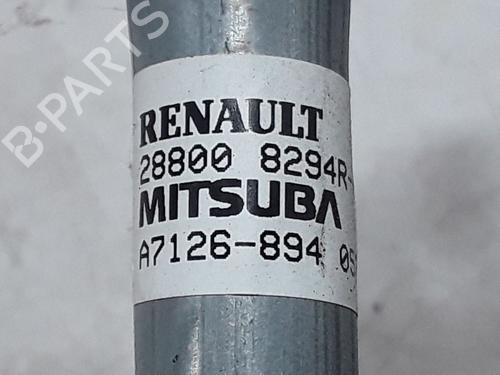 B-PARTS
RENAULT
28800 8294R-
MITSUBA
A7126-894 05